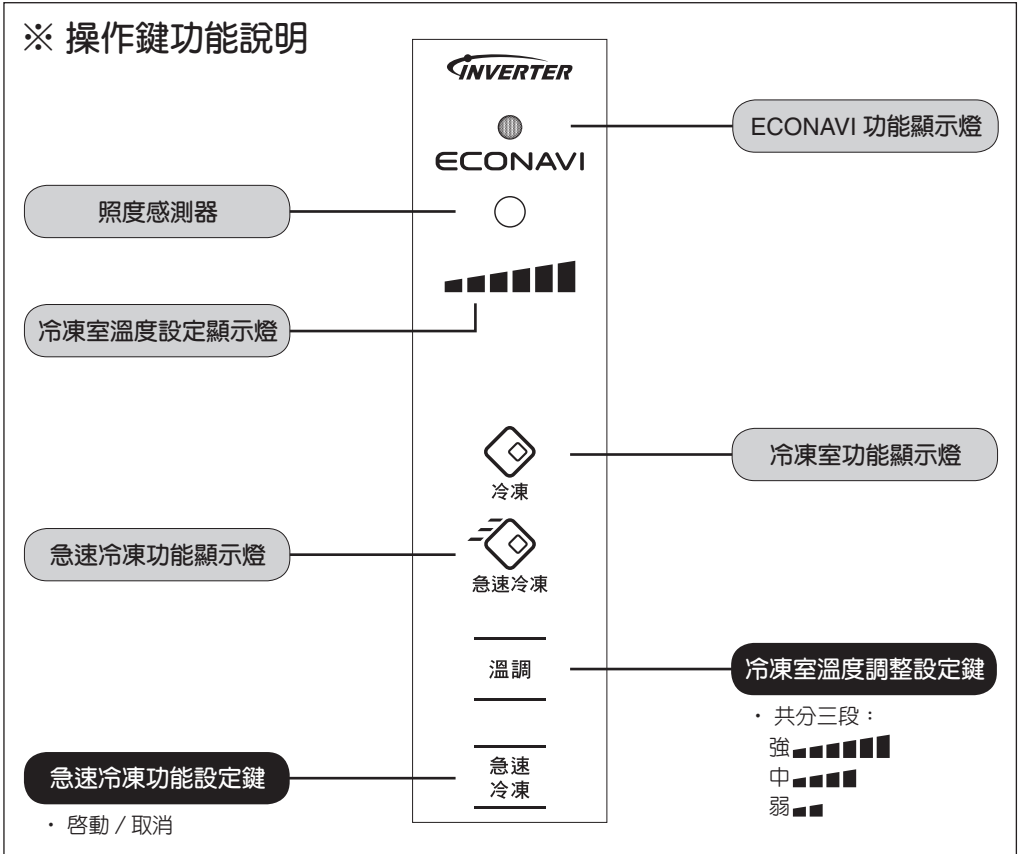 ※ 操作鍵功能說明
INVERTER
ECONAVI 功能顯示燈
ECONAVI
照度感測器
冷凍室溫度設定顯示燈
冷凍室功能顯示燈
冷凍
急速冷凍功能顯示燈
急速冷凍
溫調
冷凍室溫度調整設定鍵
・ 共分三段：
強
中
弱
急速冷凍功能設定鍵
・ 啓動 / 取消
急速
冷凍